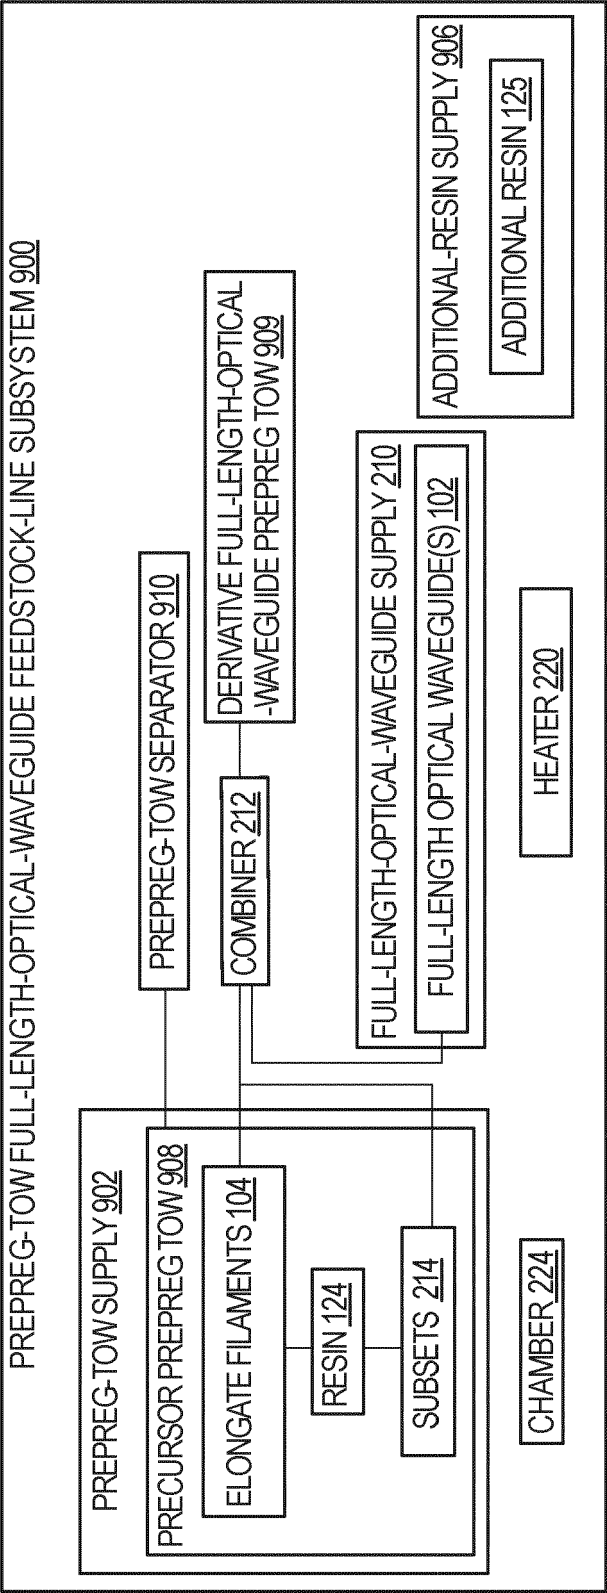 PREPREG-TOW FULL-LENGTH-OPTICAL-WAVEGUIDE FEEDSTOCK-LINE SUBSYSTEM 900
PREPREG-TOW SUPPLY 902
PRECURSOR PREPREG TOW 908
ELONGATE FILAMENTS 104
RESIN 124
SUBSETS 214
CHAMBER 224
PREPREG-TOW SEPARATOR 910
COMBINER 212
DERIVATIVE FULL-LENGTH-OPTICAL
-WAVEGUIDE PREPREG TOW 909
FULL-LENGTH-OPTICAL-WAVEGUIDE SUPPLY 210
FULL-LENGTH OPTICAL WAVEGUIDE(S) 102
HEATER 220
ADDITIONAL-RESIN SUPPLY 906
ADDITIONAL RESIN 125